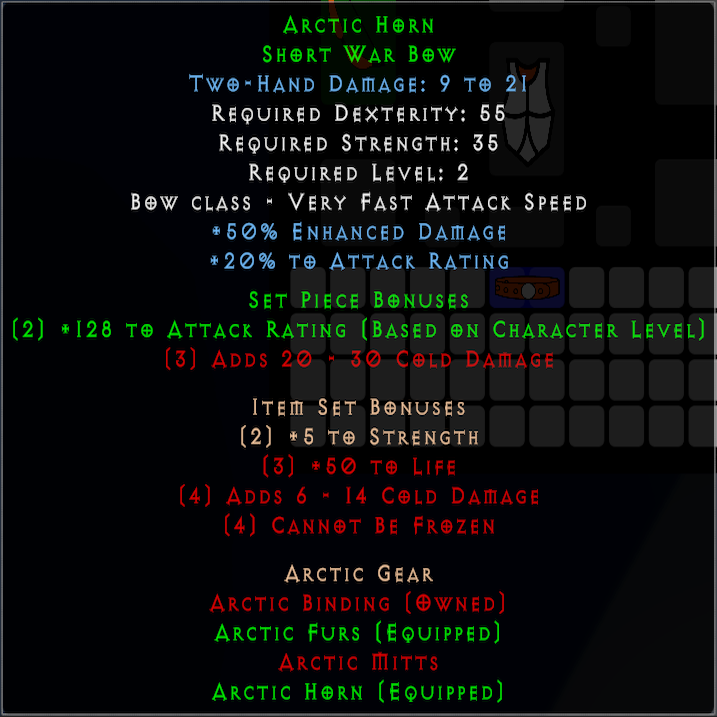 Arctic Horn
Short War Bow
Two-Hand Damage: 9 to 21
Required Dexterity: 55
Required Strength: 35
Required Level: 2
Bow class - Very Fast Attack Speed
+50% Enhanced Damage
+20% to Attack Rating
Set Piece Bonuses
(2) +128 to Attack Rating (Based on Character Level)
(3) Adds 20 - 30 Cold Damage
Item Set Bonuses
(2) +5 to Strength
(3) +50 to Life
(4) Adds 6 - 14 Cold Damage
(4) Cannot Be Frozen
Arctic Gear
Arctic Binding (Owned)
Arctic Furs (Equipped)
Arctic Mitts
Arctic Horn (Equipped)